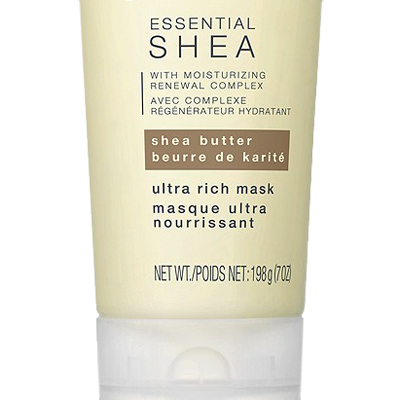 ESSENTIAL
SHEA
WITH MOISTURIZING
RENEWAL COMPLEX
AVEC COMPLEXE
RÉGÉNÉRATEUR HYDRATANT
shea butter
beurre de karité
ultra rich mask
masque ultra
nourrissant
NET WT./POIDS NET: 198g (7 OZ)